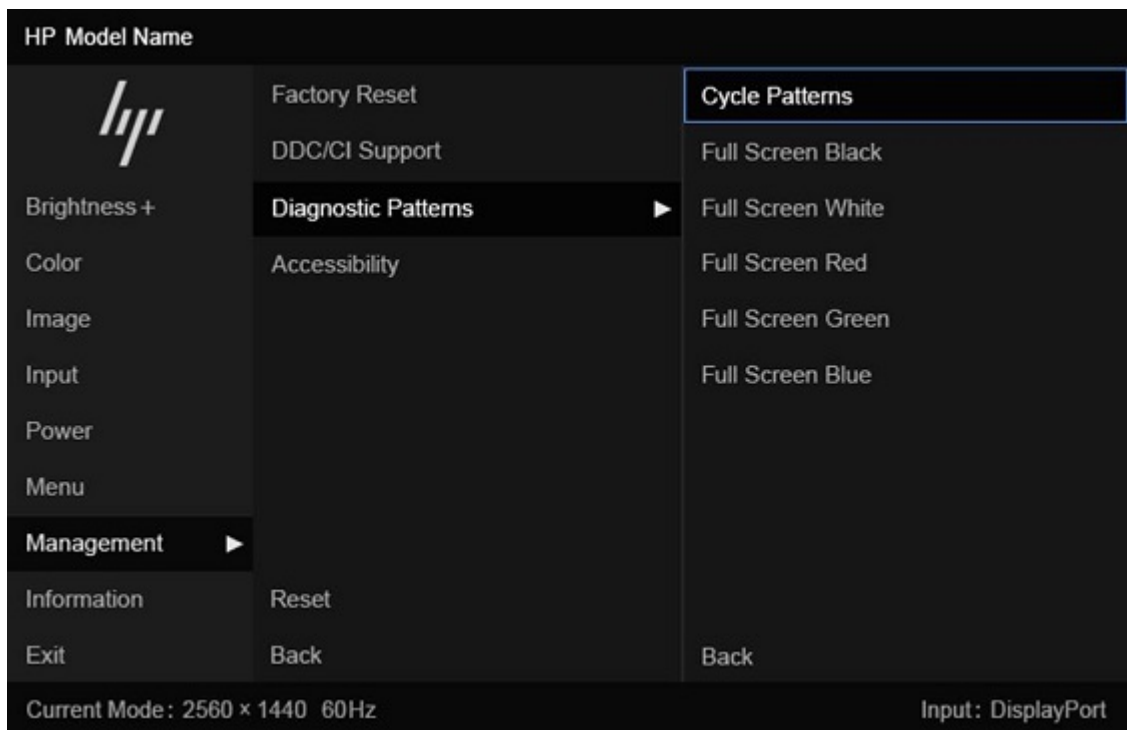 HP Model Name
hp
Brightness +
Color
Image
Input
Power
Menu
Management ▶
Information
Exit
Factory Reset
DDC/CI Support
Diagnostic Patterns ▶
Accessibility
Reset
Back
Cycle Patterns
Full Screen Black
Full Screen White
Full Screen Red
Full Screen Green
Full Screen Blue
Back
Current Mode: 2560 × 1440 60Hz
Input: DisplayPort